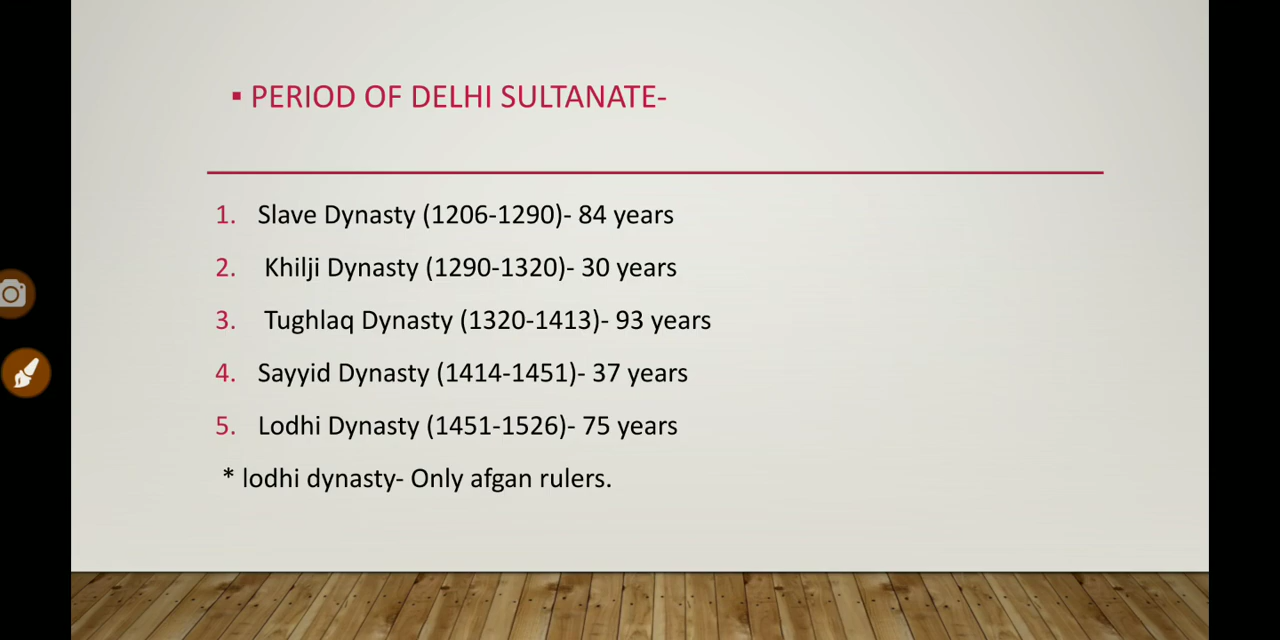 ▪ PERIOD OF DELHI SULTANATE-
1. Slave Dynasty (1206-1290)- 84 years
2. Khilji Dynasty (1290-1320)- 30 years
3. Tughlaq Dynasty (1320-1413)- 93 years
4. Sayyid Dynasty (1414-1451)- 37 years
5. Lodhi Dynasty (1451-1526)- 75 years
* lodhi dynasty- Only afgan rulers.